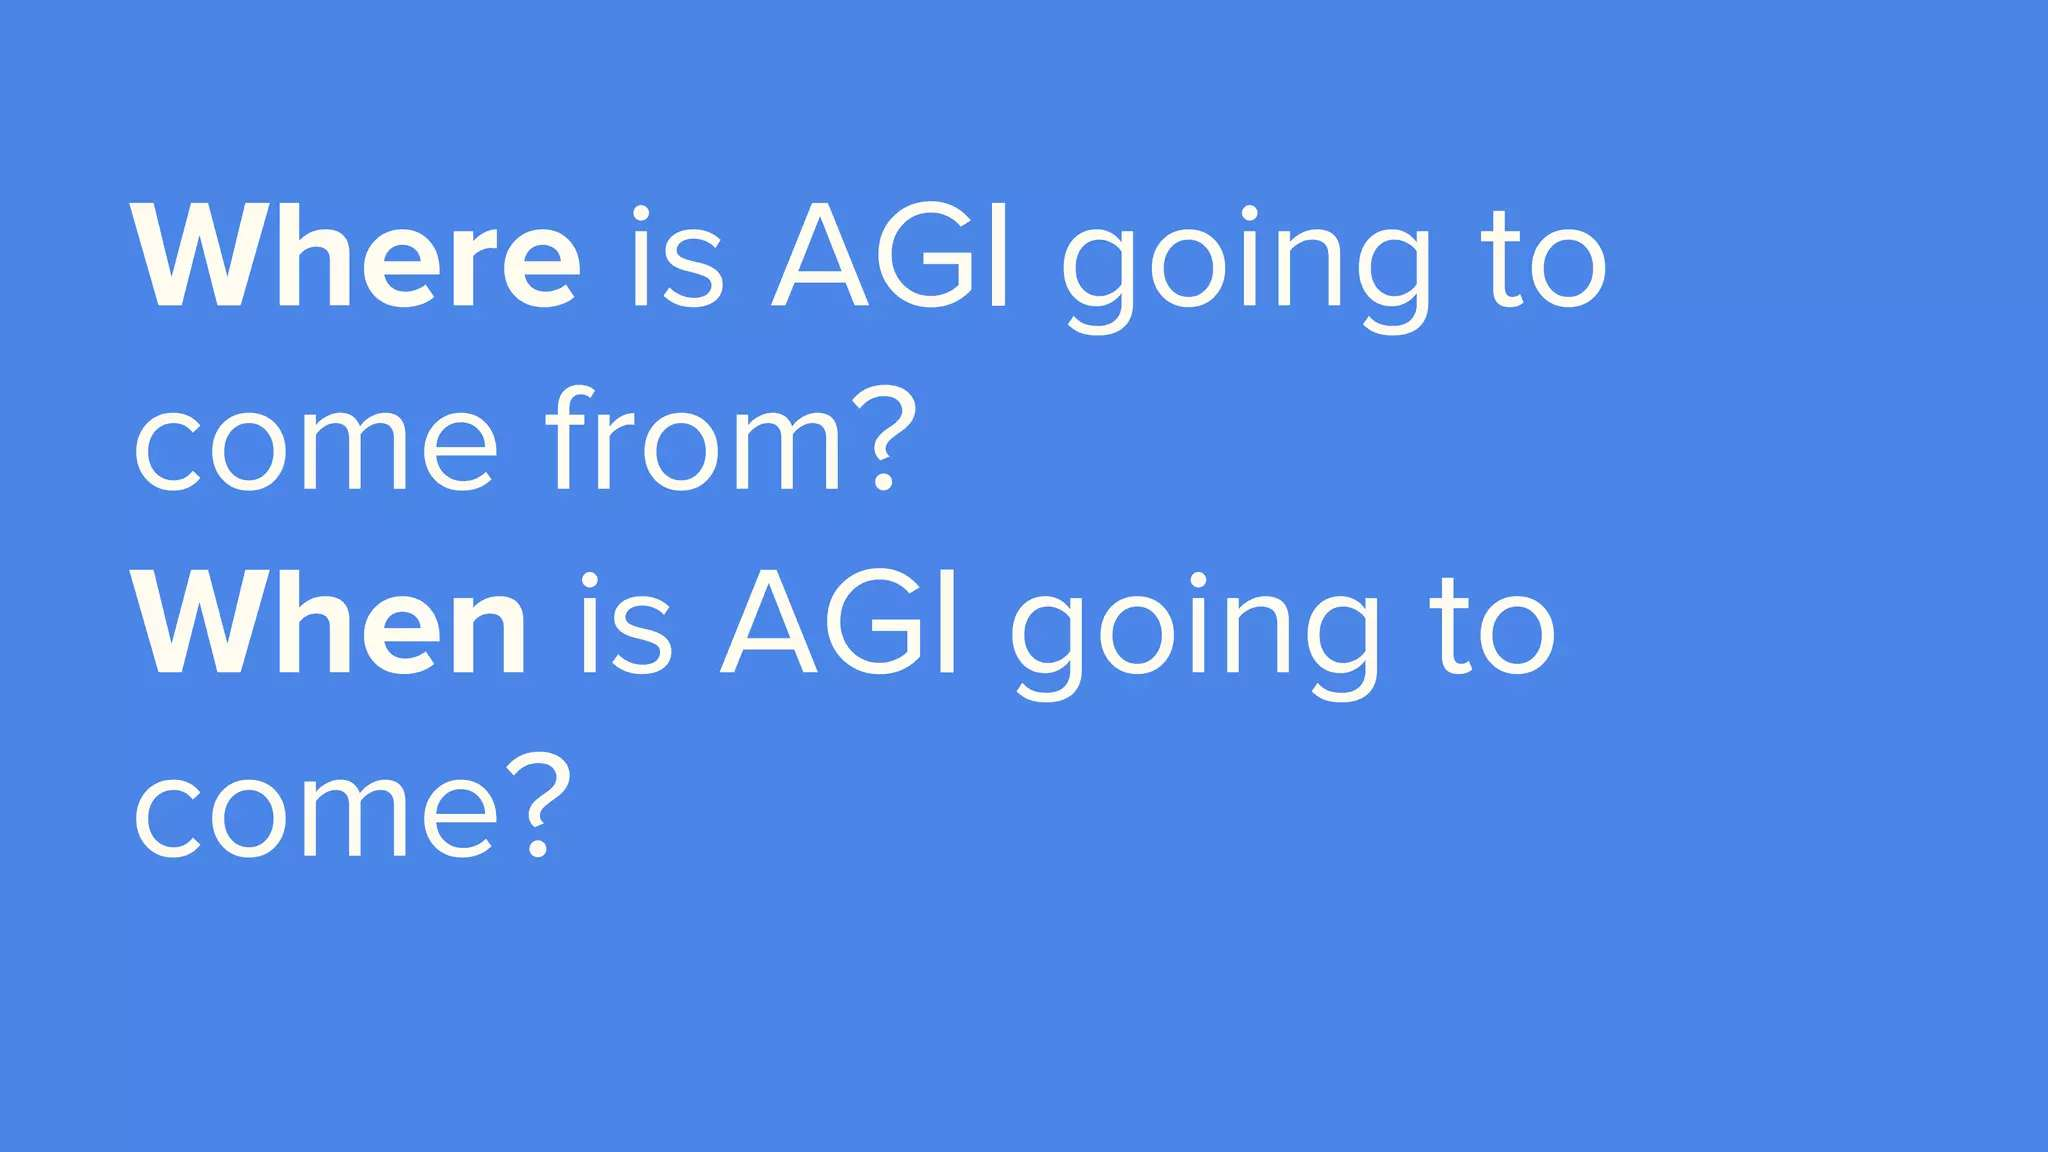 Where is AGI going to
come from?
When is AGI going to
come?